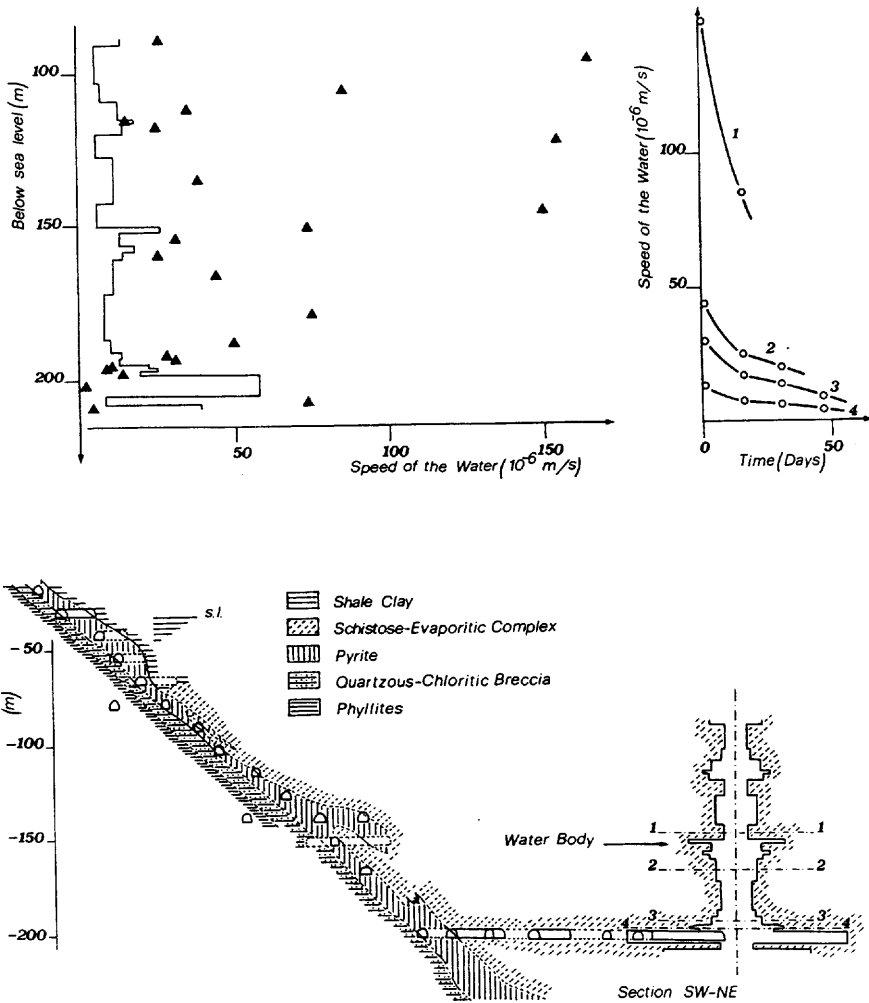 Below sea level (m)
100
150
200
50
100
150
Speed of the Water (10⁻⁶ m/s)
Speed of the Water (10⁻⁶ m/s)
100
50
1
2
3
4
0
50
Time (Days)
s.l.
Shale Clay
Schistose-Evaporitic Complex
Pyrite
Quartzous-Chloritic Breccia
Phyllites
(m)
-50
-100
-150
-200
Water Body
1 1
2 2
3 3
4 4
Section SW-NE